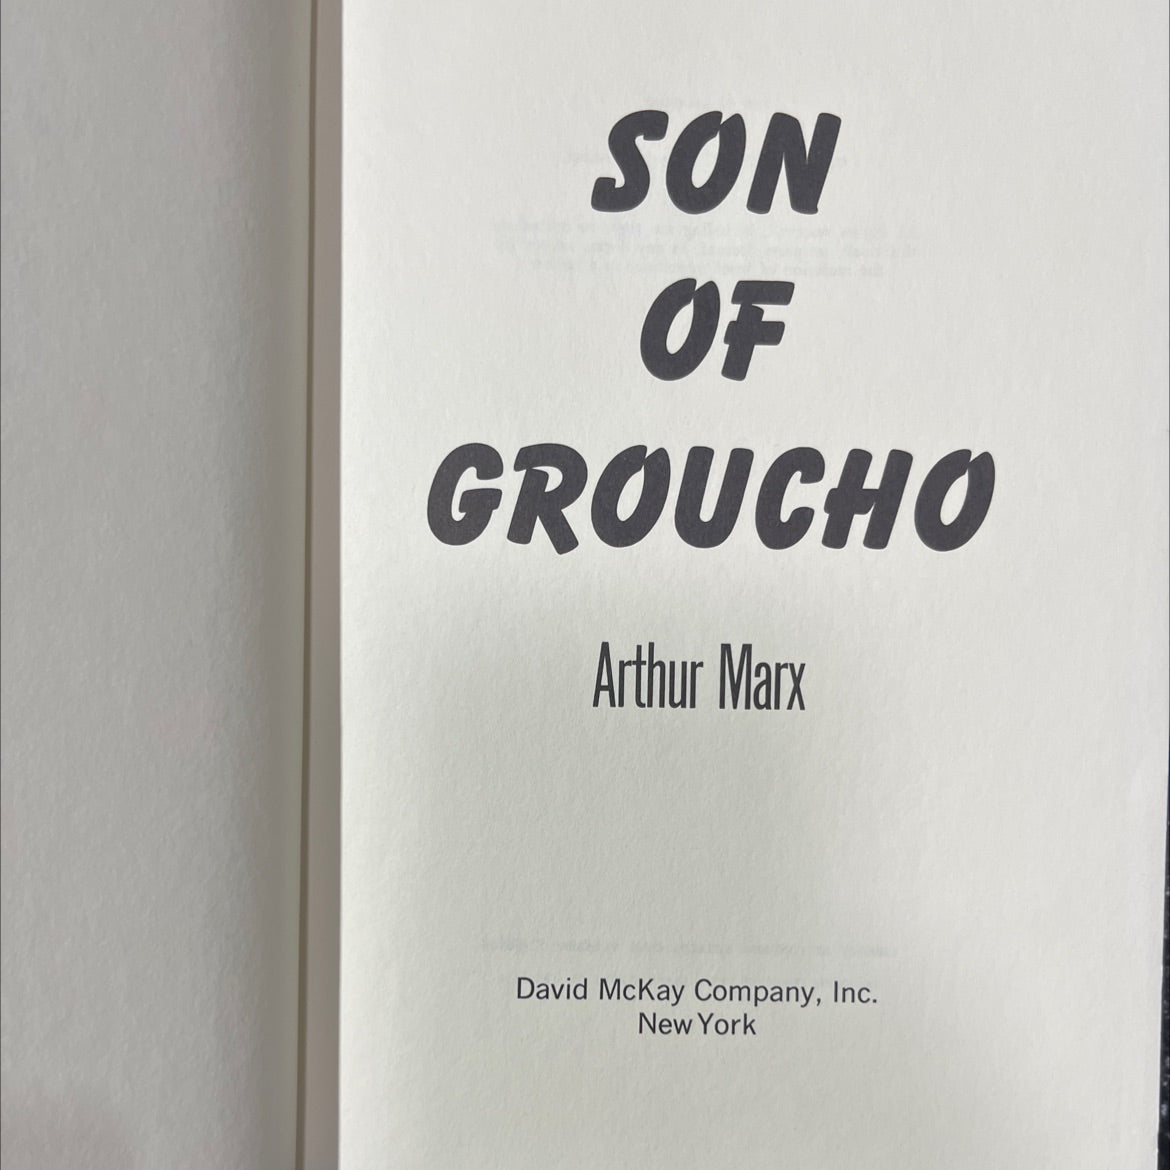 SON
OF
GROUCHO
Arthur Marx
David McKay Company, Inc.
New York